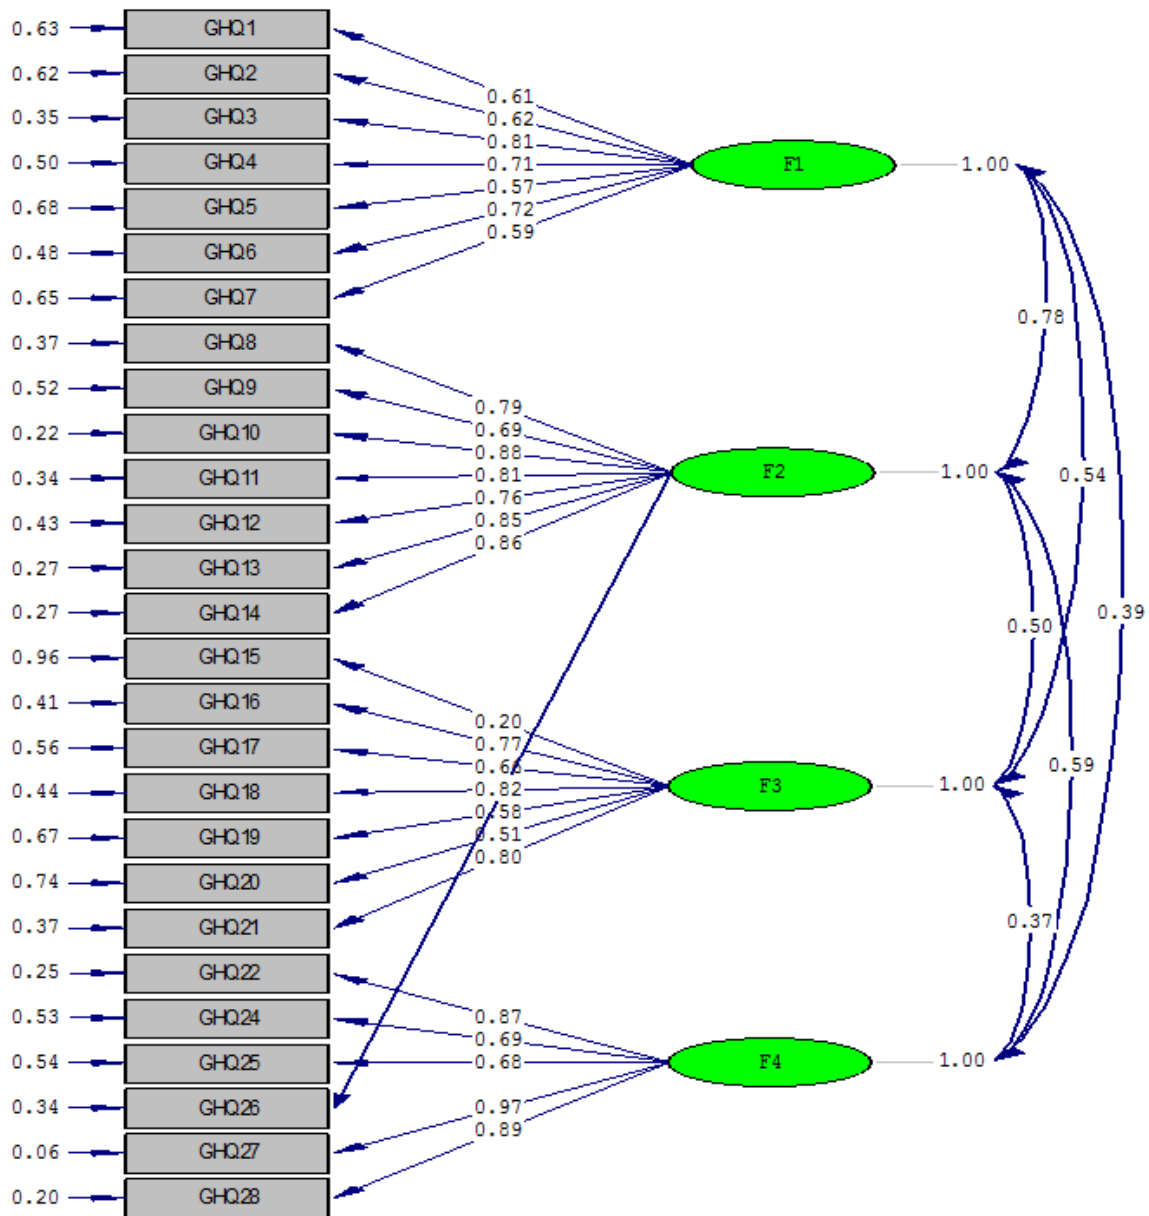 0.63 GHQ1
0.62 GHQ2
0.61
0.62
0.35 GHQ3
0.81
0.50 GHQ4
0.71
F1 1.00
0.57
0.68 GHQ5
0.72
0.59
0.48 GHQ6
0.65 GHQ7
0.78
0.37 GHQ8
0.52 GHQ9
0.79
0.69
0.22 GHQ10
0.88
0.34 GHQ11
0.81
F2 1.00
0.54
0.76
0.43 GHQ12
0.85
0.86
0.27 GHQ13
0.27 GHQ14
0.39
0.50
0.96 GHQ15
0.41 GHQ16
0.20
0.77
0.56 GHQ17
0.59
0.44 GHQ18
0.82
F3 1.00
0.58
0.67 GHQ19
0.51
0.80
0.74 GHQ20
0.37 GHQ21
0.37
0.25 GHQ22
0.53 GHQ24
0.87
0.69
0.54 GHQ25
0.68
F4 1.00
0.34 GHQ26
0.97
0.89
0.06 GHQ27
0.20 GHQ28